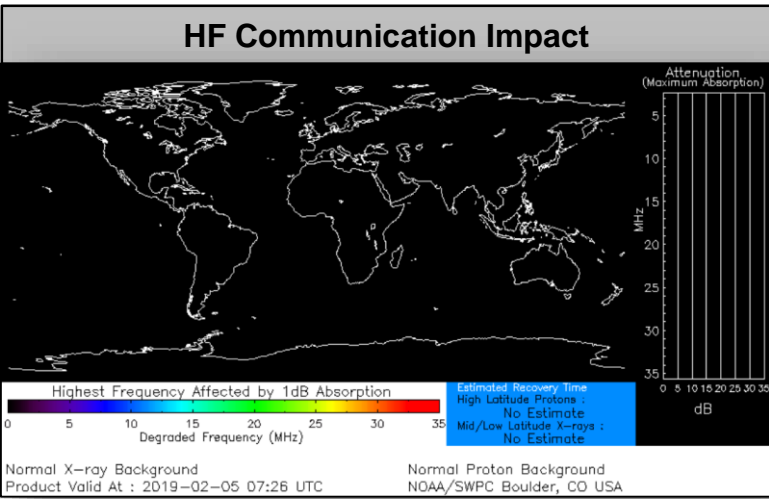 HF Communication Impact
Attenuation
(Maximum Absorption)
5
10
15
20
25
30
35
MHz
0 5 10 15 20 25 30 35
dB
Highest Frequency Affected by 1dB Absorption
0 5 10 15 20 25 30 35
Degraded Frequency (MHz)
Estimated Recovery Time
High Latitude Protons :
No Estimate
Mid/Low Latitude X-rays :
No Estimate
Normal X-ray Background
Normal Proton Background
Product Valid At : 2019-02-05 07:26 UTC
NOAA/SWPC Boulder, CO USA